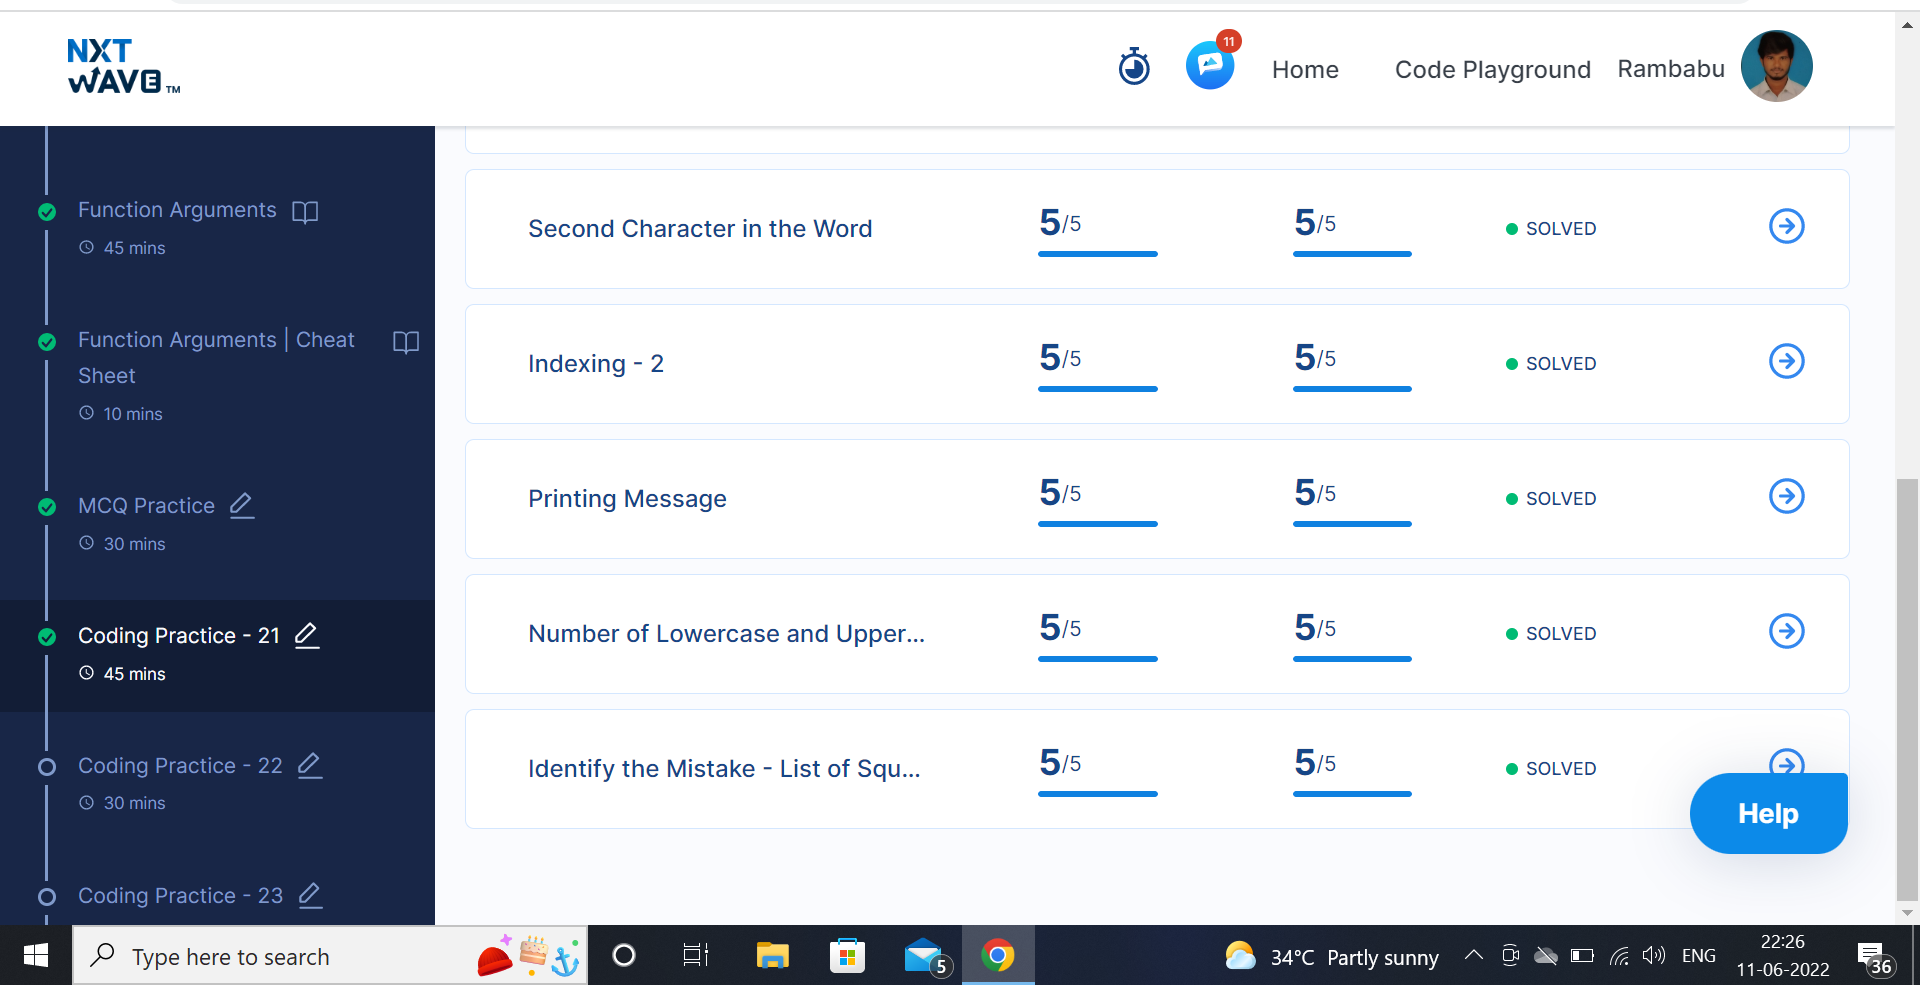 NXT
WAVE TM
11
Home
Code Playground
Rambabu
Function Arguments
45 mins
Function Arguments | Cheat
Sheet
10 mins
MCQ Practice
30 mins
Coding Practice - 21
45 mins
Coding Practice - 22
30 mins
Coding Practice - 23
Second Character in the Word 5/5 5/5 SOLVED
Indexing - 2 5/5 5/5 SOLVED
Printing Message 5/5 5/5 SOLVED
Number of Lowercase and Upper... 5/5 5/5 SOLVED
Identify the Mistake - List of Squ... 5/5 5/5 SOLVED
Help
Type here to search
5
34°C Partly sunny
ENG
22:26
11-06-2022
36